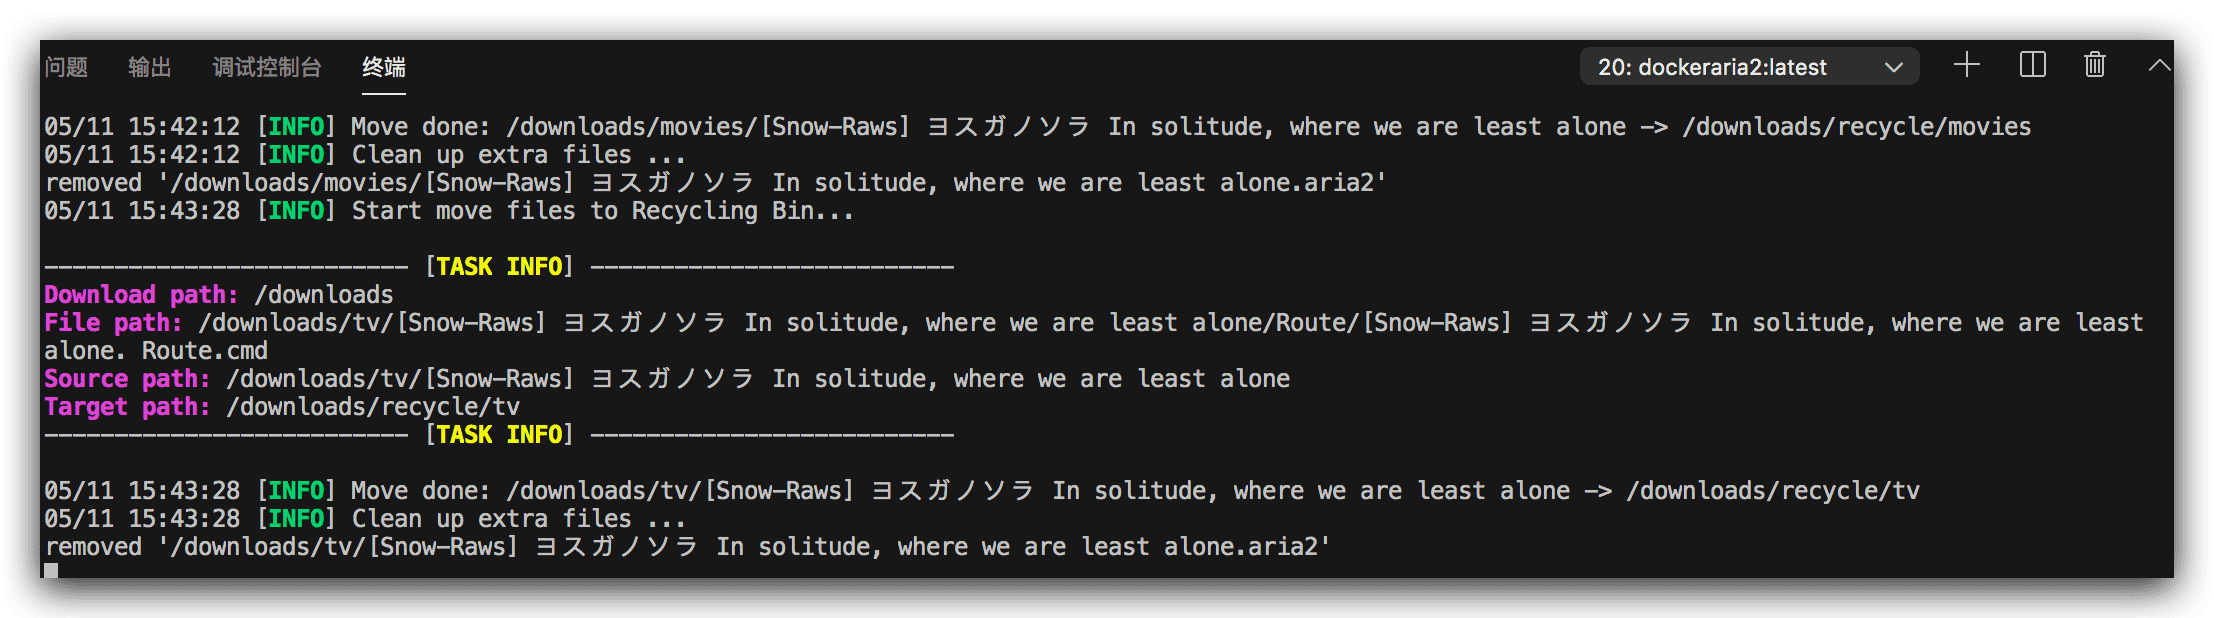 问题 输出 调试控制台 终端 20: dockeraria2:latest
05/11 15:42:12 [INFO] Move done: /downloads/movies/[Snow-Raws] ヨスガノソラ In solitude, where we are least alone -> /downloads/recycle/movies
05/11 15:42:12 [INFO] Clean up extra files ...
removed '/downloads/movies/[Snow-Raws] ヨスガノソラ In solitude, where we are least alone.aria2'
05/11 15:43:28 [INFO] Start move files to Recycling Bin...
-------------------------- [TASK INFO] --------------------------
Download path: /downloads
File path: /downloads/tv/[Snow-Raws] ヨスガノソラ In solitude, where we are least alone/Route/[Snow-Raws] ヨスガノソラ In solitude, where we are least
alone. Route.cmd
Source path: /downloads/tv/[Snow-Raws] ヨスガノソラ In solitude, where we are least alone
Target path: /downloads/recycle/tv
-------------------------- [TASK INFO] --------------------------
05/11 15:43:28 [INFO] Move done: /downloads/tv/[Snow-Raws] ヨスガノソラ In solitude, where we are least alone -> /downloads/recycle/tv
05/11 15:43:28 [INFO] Clean up extra files ...
removed '/downloads/tv/[Snow-Raws] ヨスガノソラ In solitude, where we are least alone.aria2'